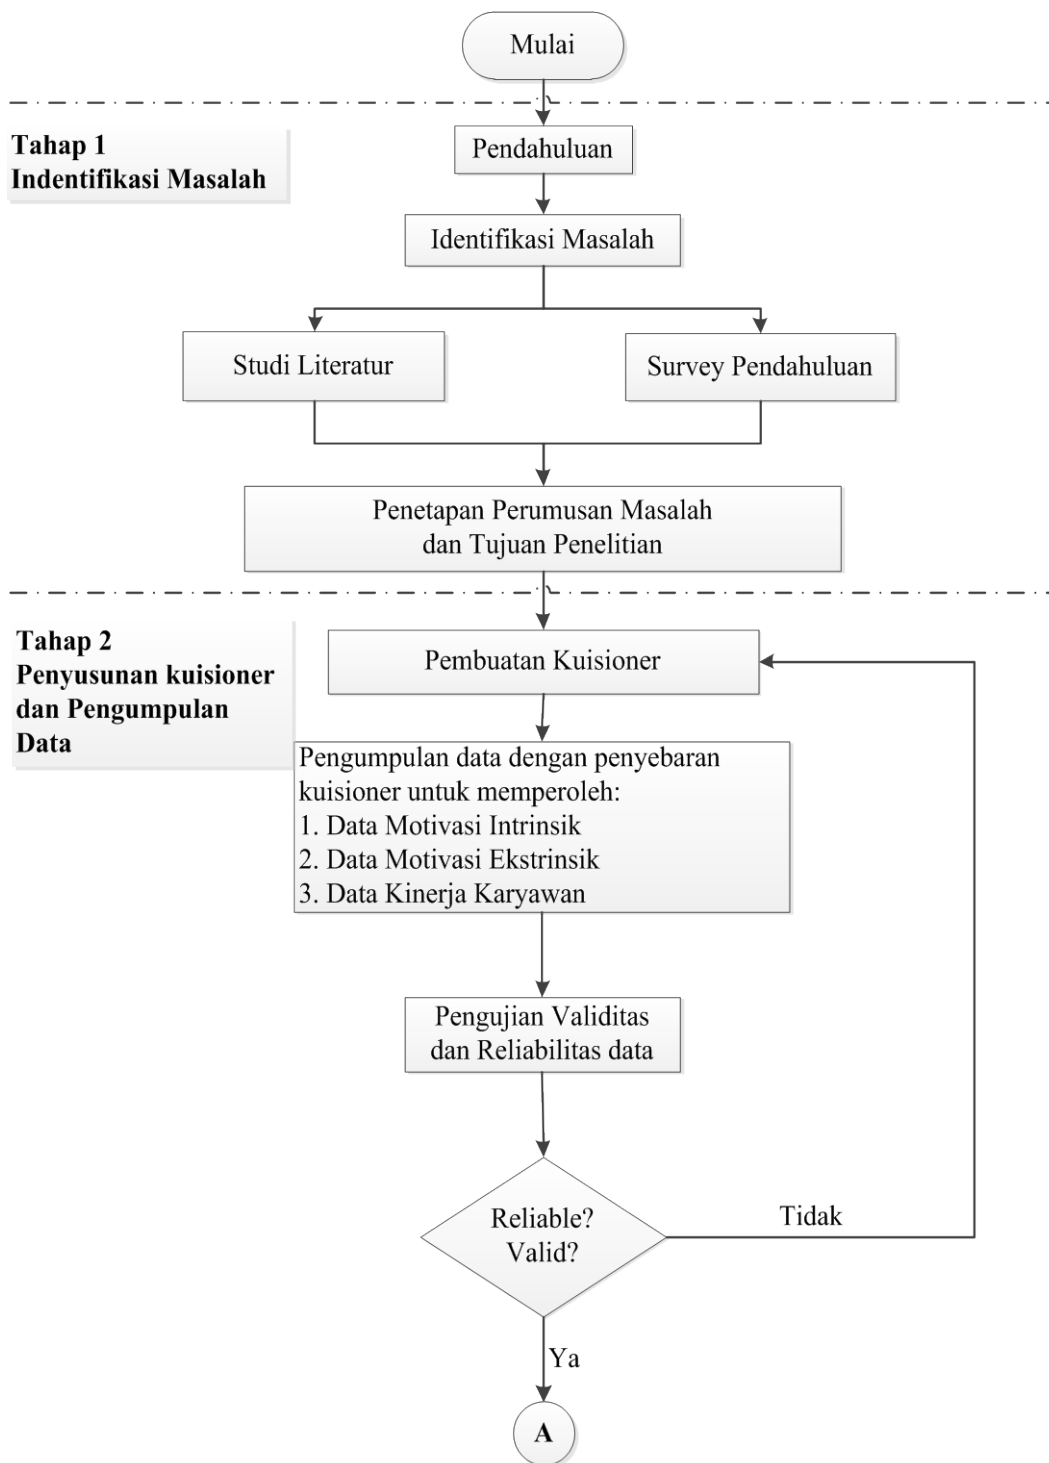 Mulai
Tahap 1
Indentifikasi Masalah
Pendahuluan
Identifikasi Masalah
Studi Literatur
Survey Pendahuluan
Penetapan Perumusan Masalah
dan Tujuan Penelitian
Tahap 2
Penyusunan kuisioner
dan Pengumpulan
Data
Pembuatan Kuisioner
Pengumpulan data dengan penyebaran
kuisioner untuk memperoleh:
1. Data Motivasi Intrinsik
2. Data Motivasi Ekstrinsik
3. Data Kinerja Karyawan
Pengujian Validitas
dan Reliabilitas data
Reliable?
Valid?
Tidak
Ya
A